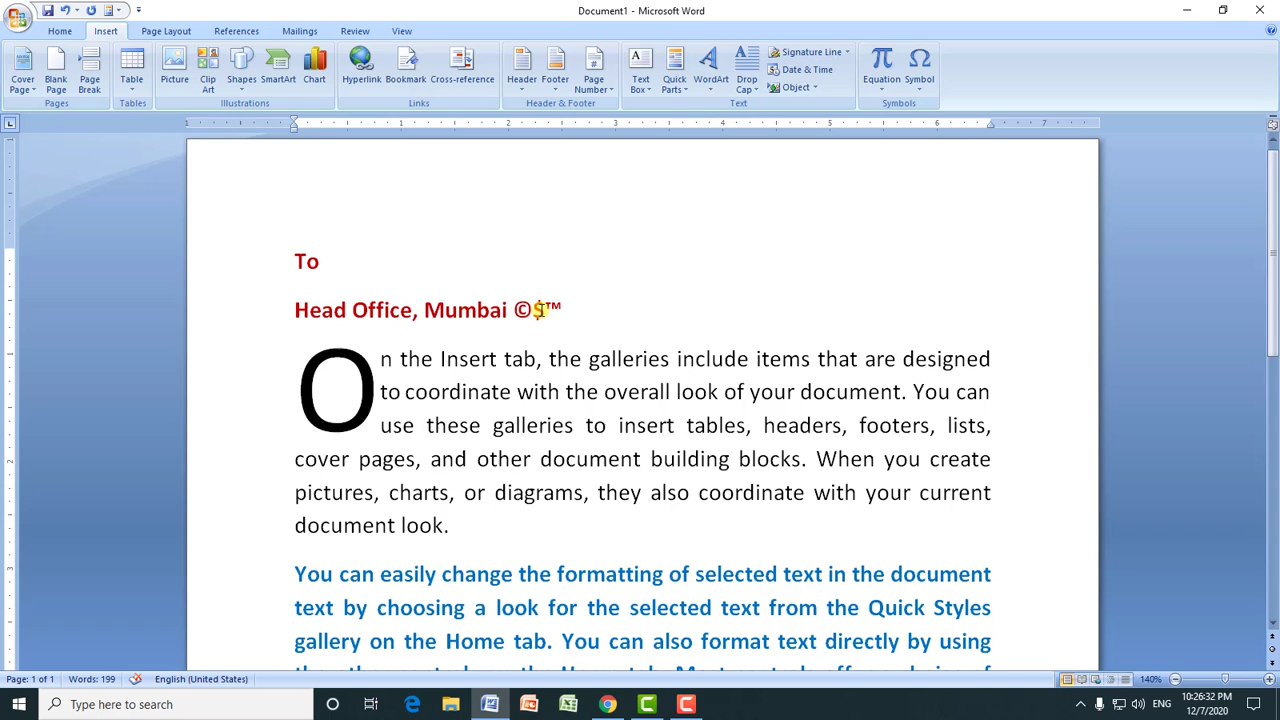 Document1 - Microsoft Word
Home Insert Page Layout References Mailings Review View
Cover Page Blank Page Page Break Table Picture Clip Art Shapes SmartArt Chart Hyperlink Bookmark Cross-reference Header Footer Page Number Text Box Quick Parts WordArt Drop Cap Signature Line Date & Time Object Equation Symbol
Pages Tables Illustrations Links Header & Footer Text Symbols
1 1 2 3 4 5 6 7
To
Head Office, Mumbai ©$™
On the Insert tab, the galleries include items that are designed
to coordinate with the overall look of your document. You can
use these galleries to insert tables, headers, footers, lists,
cover pages, and other document building blocks. When you create
pictures, charts, or diagrams, they also coordinate with your current
document look.
You can easily change the formatting of selected text in the document
text by choosing a look for the selected text from the Quick Styles
gallery on the Home tab. You can also format text directly by using
Page: 1 of 1 Words: 199 English (United States) 140%
Type here to search ENG 10:26:32 PM
12/7/2020